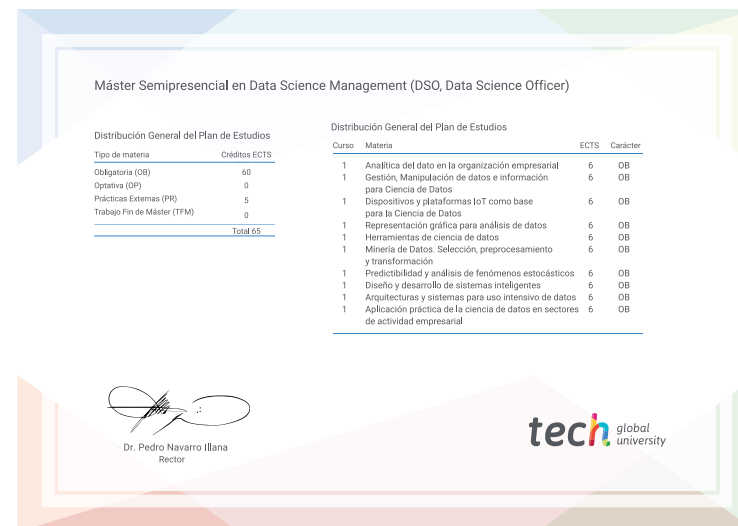 Máster Semipresencial en Data Science Management (DSO, Data Science Officer)
Distribución General del Plan de Estudios
Tipo de materia Créditos ECTS
Obligatoria (OB) 60
Optativa (OP) 0
Prácticas Externas (PR) 5
Trabajo Fin de Máster (TFM) 0
Total 65
Distribución General del Plan de Estudios
Curso Materia ECTS Carácter
1 Analítica del dato en la organización empresarial 6 OB
1 Gestión, Manipulación de datos e información 6 OB
para Ciencia de Datos
1 Dispositivos y plataformas IoT como base 6 OB
para la Ciencia de Datos
1 Representación gráfica para análisis de datos 6 OB
1 Herramientas de ciencia de datos 6 OB
1 Minería de Datos. Selección, preprocesamiento 6 OB
y transformación
1 Predictibilidad y análisis de fenómenos estocásticos 6 OB
1 Diseño y desarrollo de sistemas inteligentes 6 OB
1 Arquitecturas y sistemas para uso intensivo de datos 6 OB
1 Aplicación práctica de la ciencia de datos en sectores 6 OB
de actividad empresarial
Dr. Pedro Navarro Illana
Rector
tech global
university